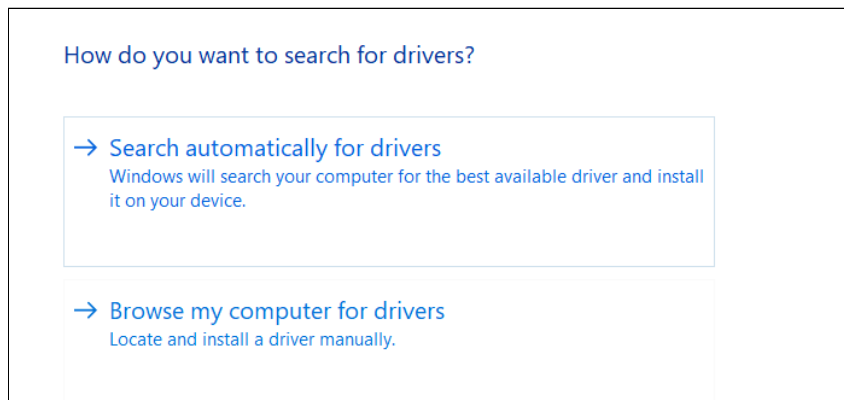 How do you want to search for drivers?
→ Search automatically for drivers
Windows will search your computer for the best available driver and install
it on your device.
→ Browse my computer for drivers
Locate and install a driver manually.